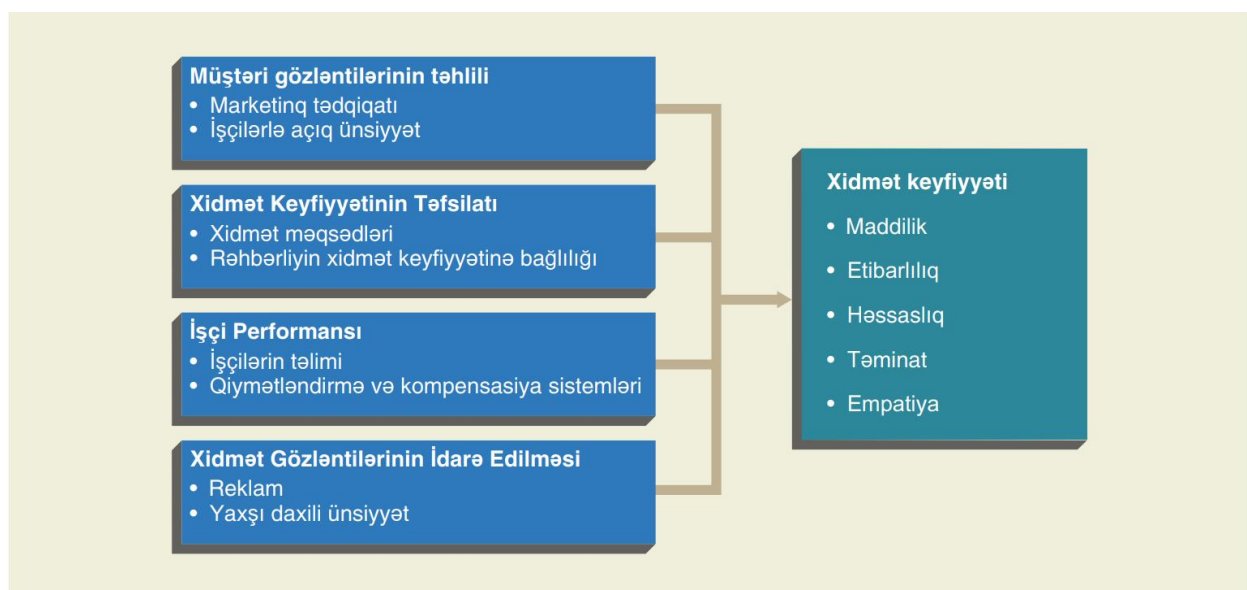 Müştəri gözləntilərinin təhlili
• Marketinq tədqiqatı
• İşçilərlə açıq ünsiyyət
Xidmət Keyfiyyətinin Təfsilatı
• Xidmət məqsədləri
• Rəhbərliyin xidmət keyfiyyətinə bağlılığı
İşçi Performansı
• İşçilərin təlimi
• Qiymətləndirmə və kompensasiya sistemləri
Xidmət Gözləntilərinin İdarə Edilməsi
• Reklam
• Yaxşı daxili ünsiyyət
Xidmət keyfiyyəti
• Maddilik
• Etibarlılıq
• Həssaslıq
• Təminat
• Empatiya